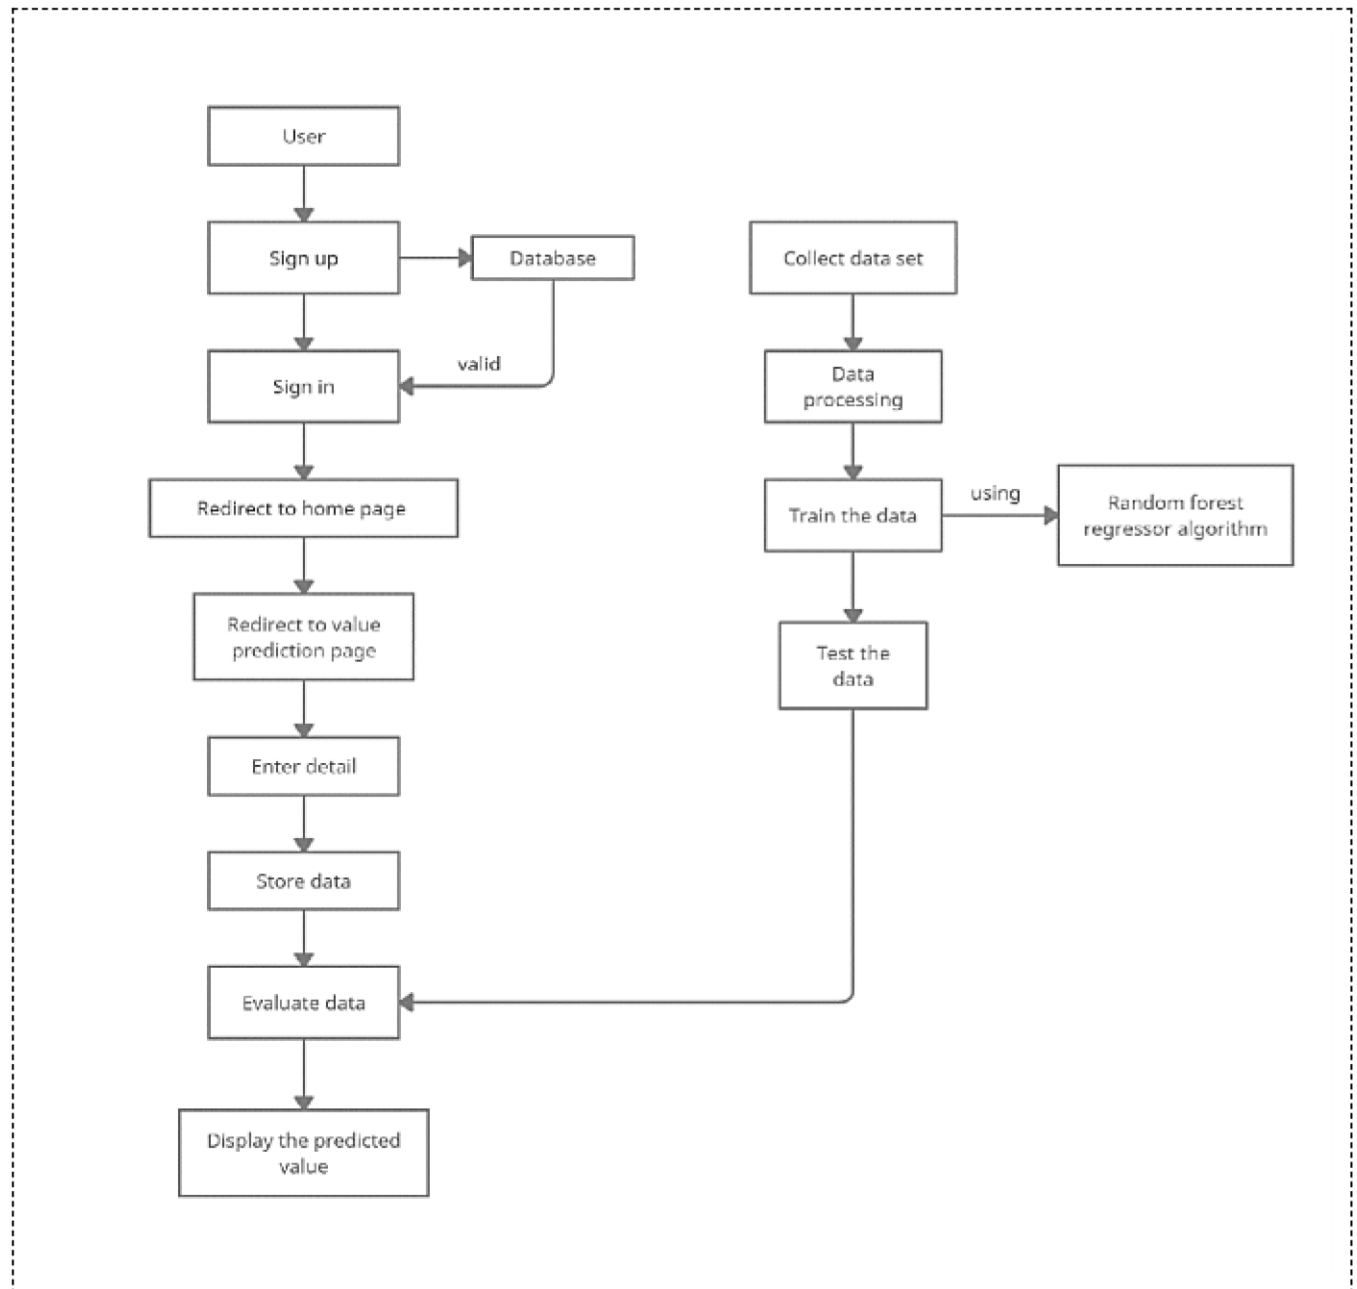 User
Sign up
Database
Collect data set
valid
Sign in
Data
processing
Redirect to home page
using
Train the data
Random forest
regressor algorithm
Redirect to value
prediction page
Test the
data
Enter detail
Store data
Evaluate data
Display the predicted
value